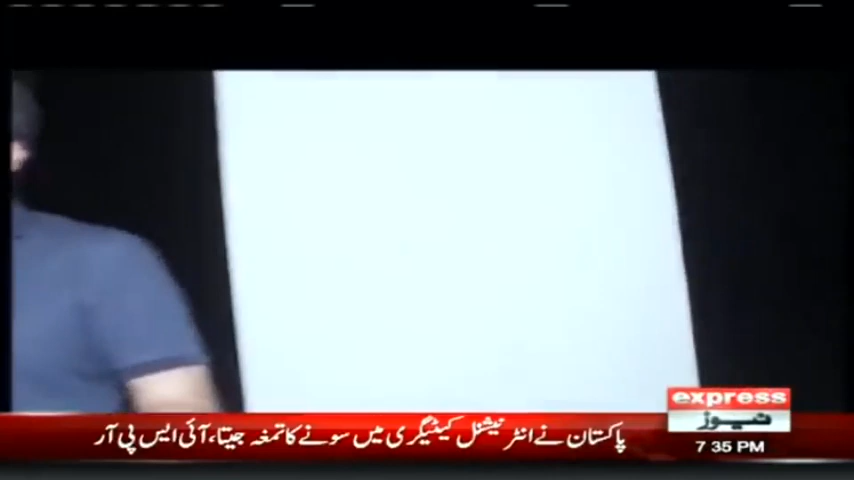 express
نیوز
7 35 PM
پاکستان نے انٹرنیشنل کیٹیگری میں سونے کا تمغہ جیتا، آئی ایس پی آر